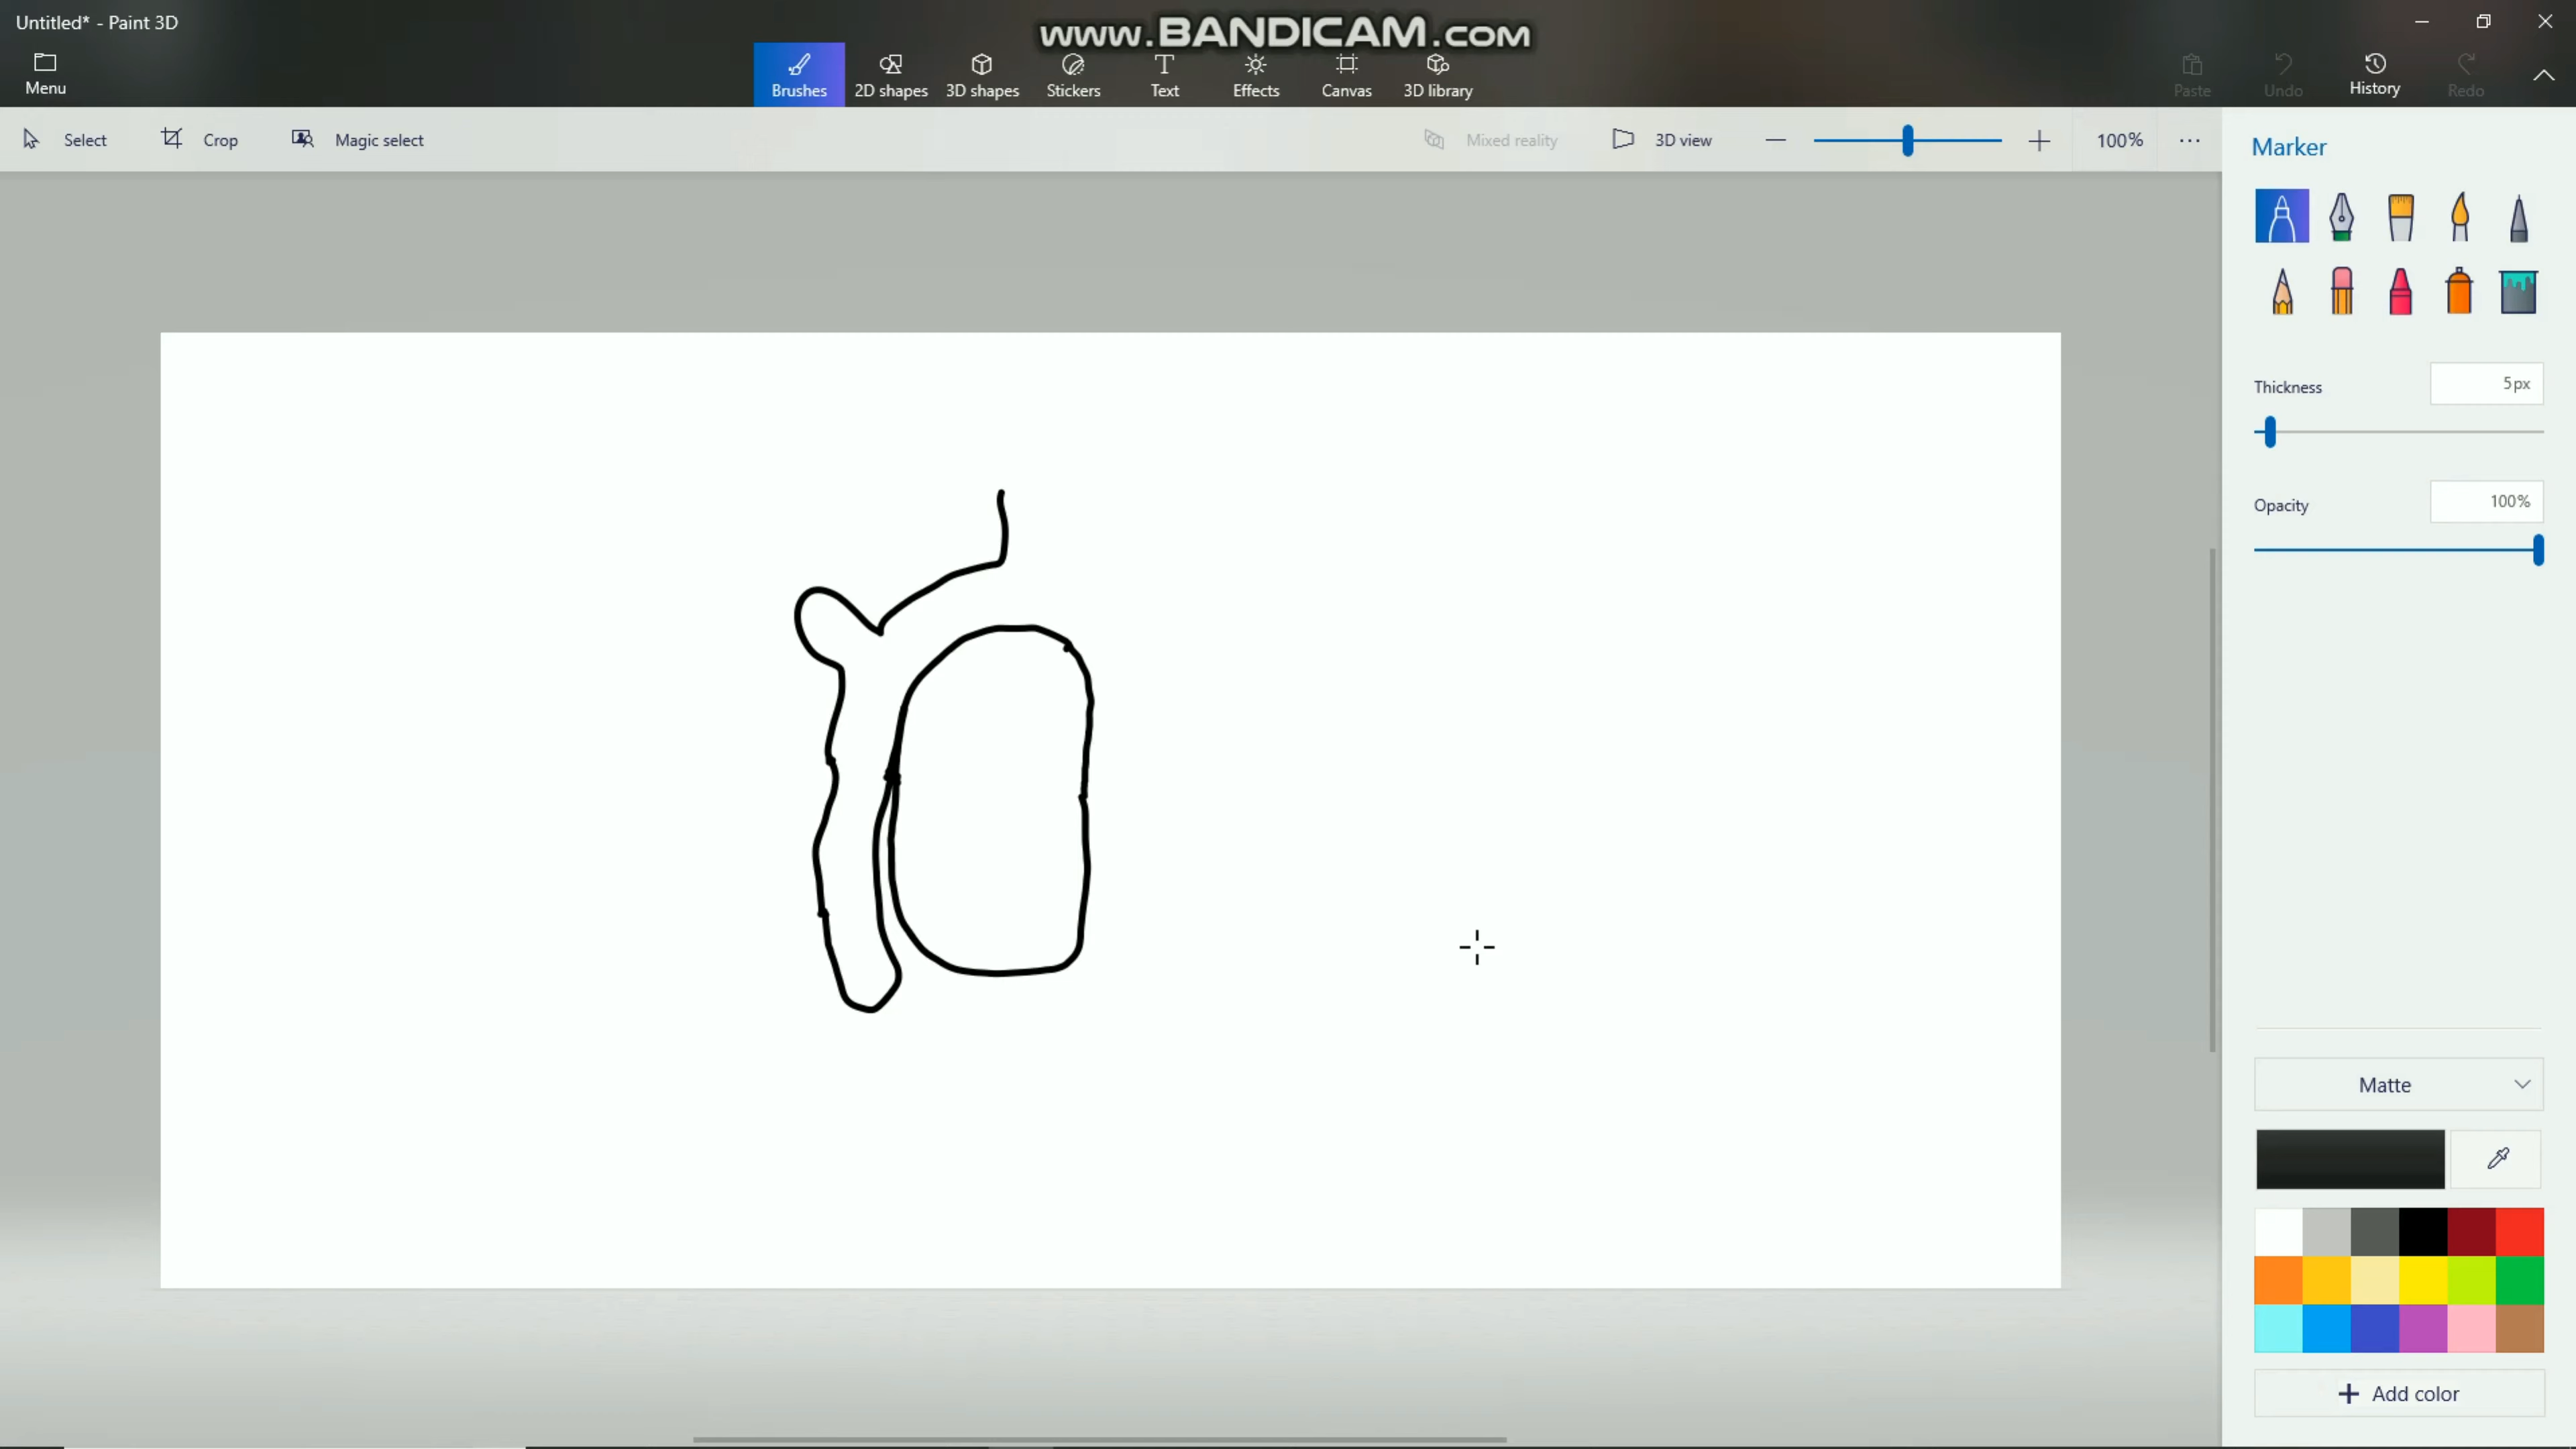 Untitled* - Paint 3D
www.BANDICAM.com
Menu
Brushes 2D shapes 3D shapes Stickers Text Effects Canvas 3D library
Paste Undo History Redo
Select Crop Magic select
Mixed reality 3D view 100%
Marker
Thickness 5px
Opacity 100%
Matte
Add color